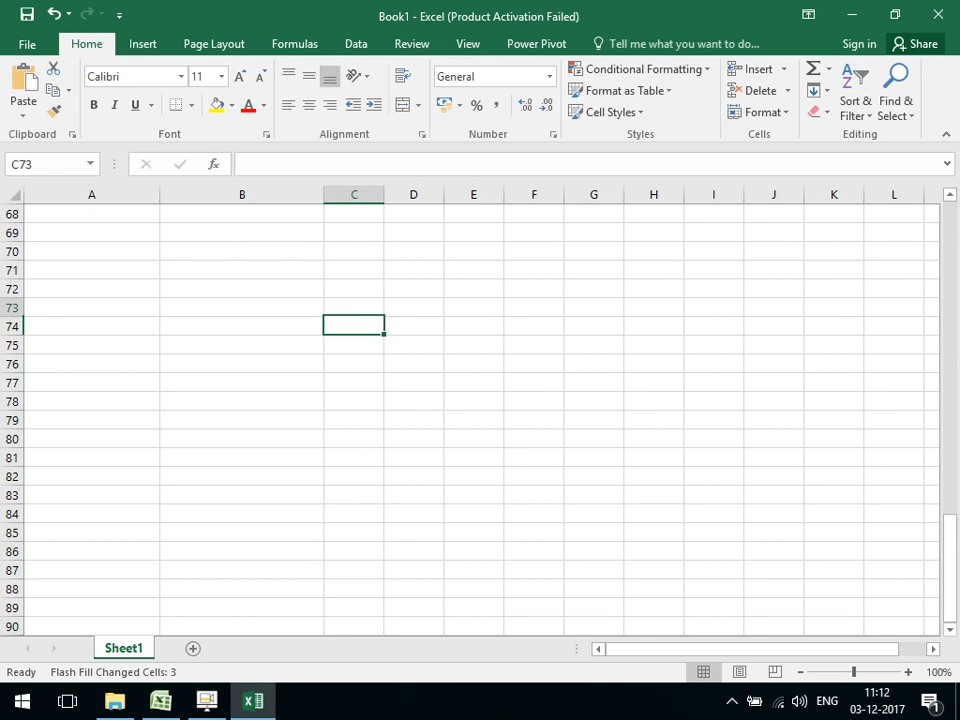 Book1 - Excel (Product Activation Failed)
File Home Insert Page Layout Formulas Data Review View Power Pivot Tell me what you want to do... Sign in Share
Paste
Clipboard
Calibri 11
B I U
Font
Alignment
General
% ,
Number
Conditional Formatting
Format as Table
Cell Styles
Styles
Insert
Delete
Format
Cells
Sort & Filter
Find & Select
Editing
C73
fx
A B C D E F G H I J K L
68
69
70
71
72
73
74
75
76
77
78
79
80
81
82
83
84
85
86
87
88
89
90
Sheet1
Ready Flash Fill Changed Cells: 3 100%
ENG 11:12
03-12-2017
1